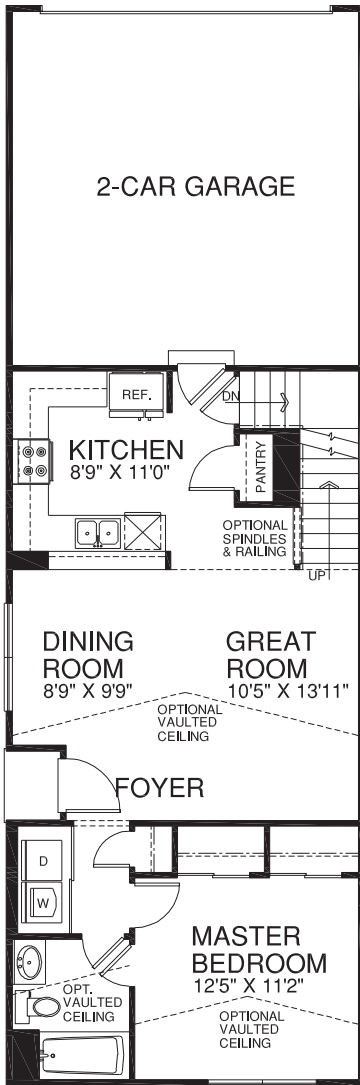 2-CAR GARAGE
REF.
DN
KITCHEN
8'9" X 11'0"
PANTRY
OPTIONAL
SPINDLES
& RAILING
UP
DINING
ROOM
8'9" X 9'9"
GREAT
ROOM
10'5" X 13'11"
OPTIONAL
VAULTED
CEILING
FOYER
D
W
MASTER
BEDROOM
12'5" X 11'2"
OPT.
VAULTED
CEILING
OPTIONAL
VAULTED
CEILING